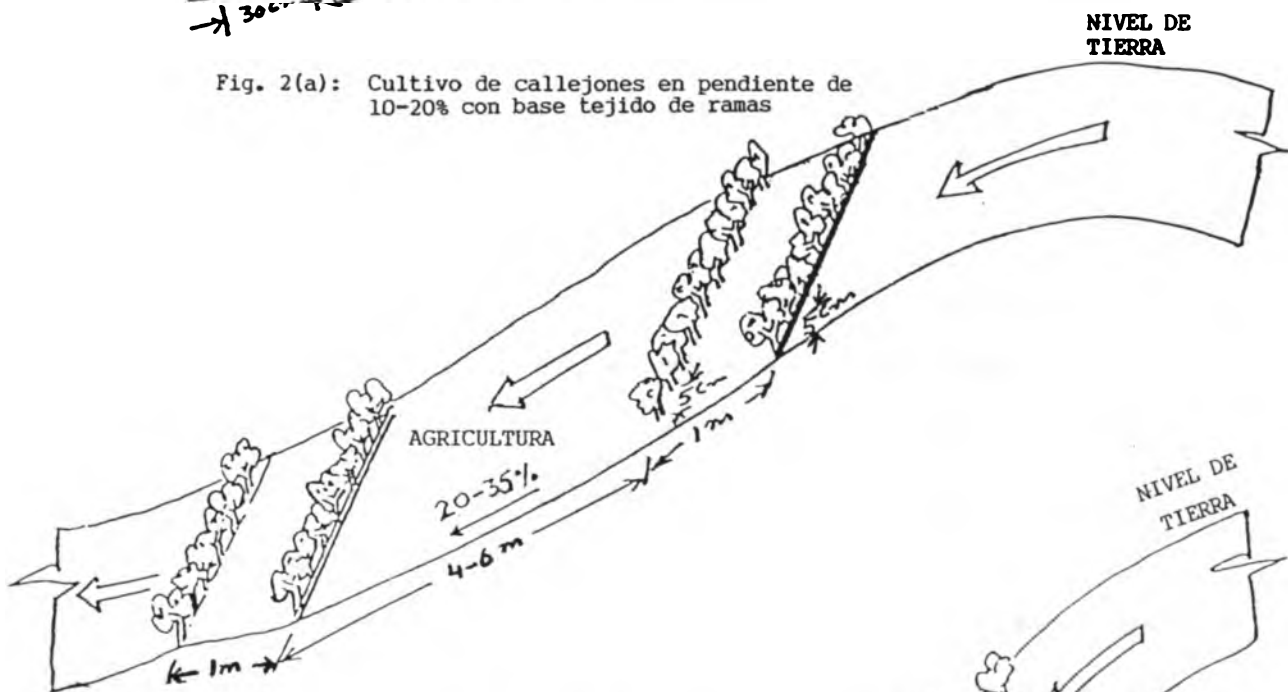 30cm
NIVEL DE
TIERRA
Fig. 2(a): Cultivo de callejones en pendiente de
10-20% con base tejido de ramas
5cm
5cm
1m
AGRICULTURA
20-35%
4-6 m
1m
NIVEL DE
TIERRA